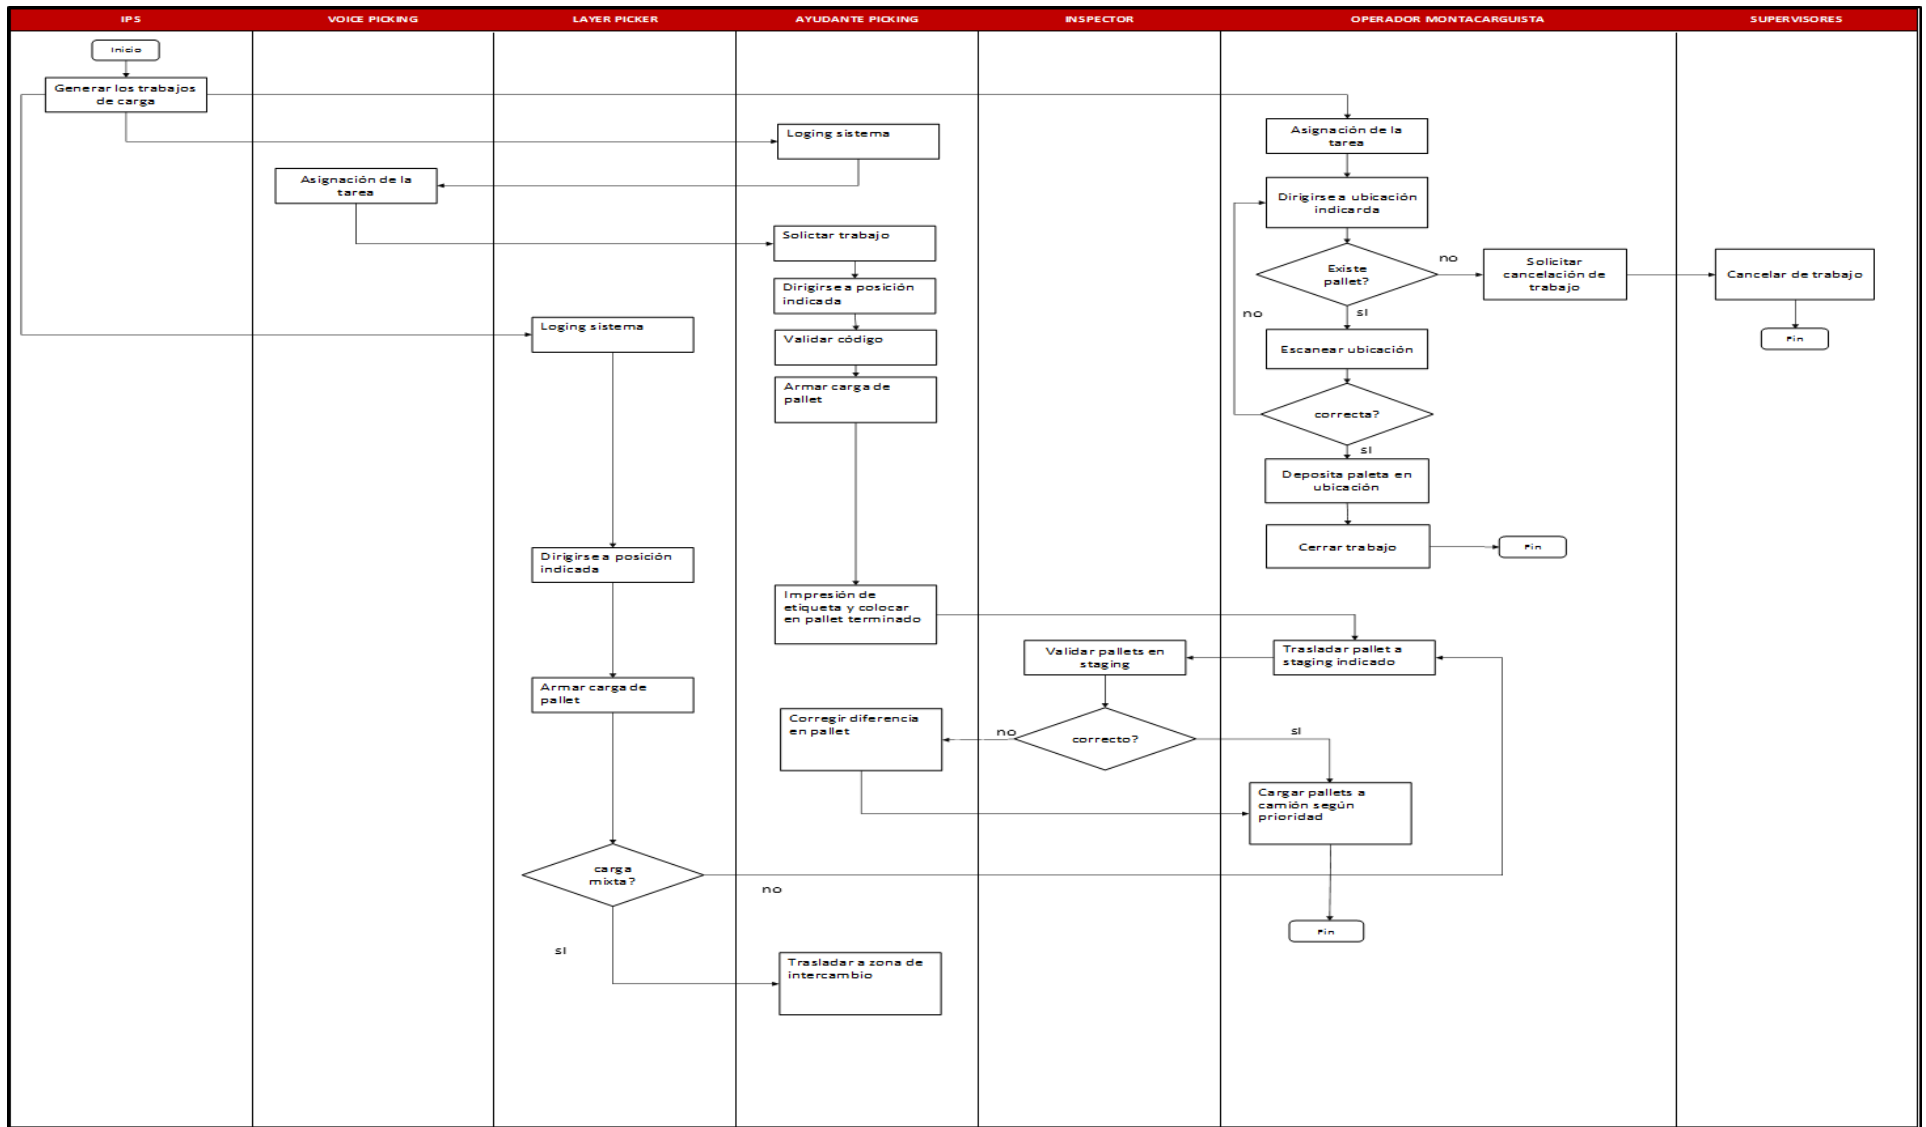 IPS
VOICE PICKING
LAYER PICKER
AYUDANTE PICKING
INSPECTOR
OPERADOR MONTACARGUISTA
SUPERVISORES
Inicio
Generar los trabajos
de carga
Loging sistema
Asignación de la
tarea
Asignación de la
tarea
Dirigirse a ubicación
indicarda
Solictar trabajo
Existe
pallet?
no
Solicitar
cancelación de
trabajo
Cancelar de trabajo
Fin
Dirigirse a posición
indicada
si
no
Loging sistema
Validar código
Escanear ubicación
Armar carga de
pallet
correcta?
si
Deposita paleta en
ubicación
Cerrar trabajo
Fin
Dirigirse a posición
indicada
Impresión de
etiqueta y colocar
en pallet terminado
Validar pallets en
staging
Trasladar pallet a
staging indicado
Armar carga de
pallet
Corregir diferencia
en pallet
no
correcto?
si
Cargar pallets a
camión según
prioridad
carga
mixta?
no
Fin
si
Trasladar a zona de
intercambio